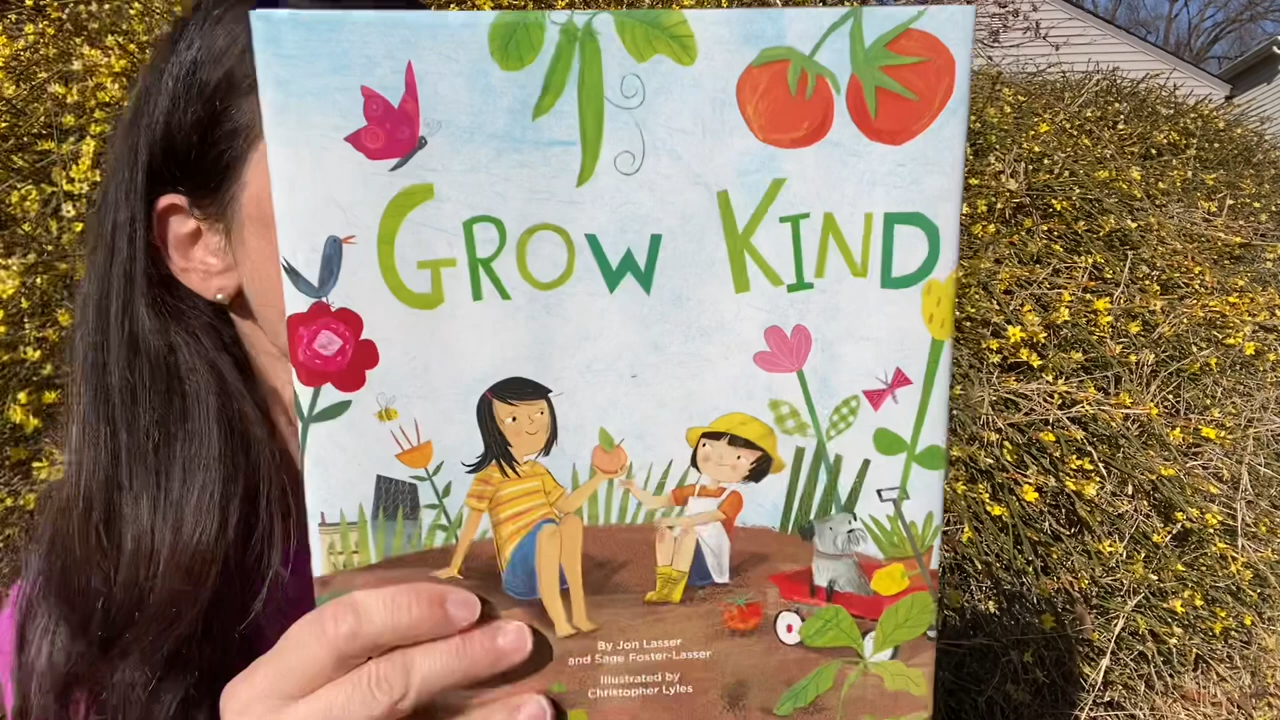 GROW KIND
By Jon Lasser
and Sage Foster-Lasser
Illustrated by
Christopher Lyles